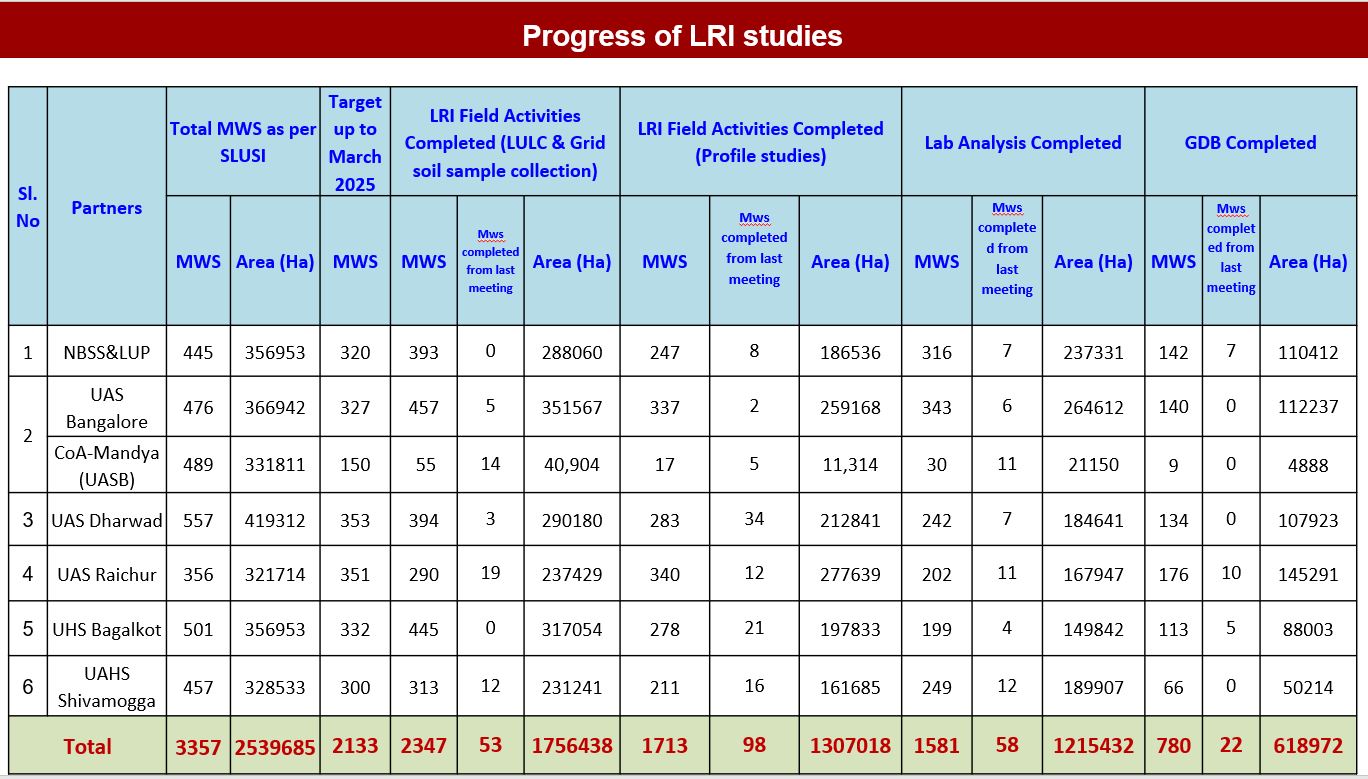 Progress of LRI studies
Sl. No | Partners | Total MWS as per SLUSI | Target up to March 2025 | LRI Field Activities Completed (LULC & Grid soil sample collection) | LRI Field Activities Completed (Profile studies) | Lab Analysis Completed | GDB Completed
MWS | Area (Ha) | MWS | MWS | Mws completed from last meeting | Area (Ha) | MWS | Mws completed from last meeting | Area (Ha) | MWS | Mws completed from last meeting | Area (Ha) | MWS | Mws completed from last meeting | Area (Ha)
1 | NBSS&LUP | 445 | 356953 | 320 | 393 | 0 | 288060 | 247 | 8 | 186536 | 316 | 7 | 237331 | 142 | 7 | 110412
2 | UAS Bangalore | 476 | 366942 | 327 | 457 | 5 | 351567 | 337 | 2 | 259168 | 343 | 6 | 264612 | 140 | 0 | 112237
CoA-Mandya (UASB) | 489 | 331811 | 150 | 55 | 14 | 40,904 | 17 | 5 | 11,314 | 30 | 11 | 21150 | 9 | 0 | 4888
3 | UAS Dharwad | 557 | 419312 | 353 | 394 | 3 | 290180 | 283 | 34 | 212841 | 242 | 7 | 184641 | 134 | 0 | 107923
4 | UAS Raichur | 356 | 321714 | 351 | 290 | 19 | 237429 | 340 | 12 | 277639 | 202 | 11 | 167947 | 176 | 10 | 145291
5 | UHS Bagalkot | 501 | 356953 | 332 | 445 | 0 | 317054 | 278 | 21 | 197833 | 199 | 4 | 149842 | 113 | 5 | 88003
6 | UAHS Shivamogga | 457 | 328533 | 300 | 313 | 12 | 231241 | 211 | 16 | 161685 | 249 | 12 | 189907 | 66 | 0 | 50214
Total | 3357 | 2539685 | 2133 | 2347 | 53 | 1756438 | 1713 | 98 | 1307018 | 1581 | 58 | 1215432 | 780 | 22 | 618972